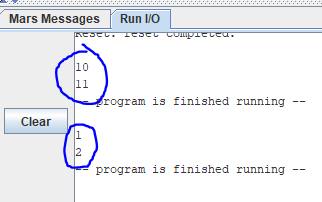 Mars Messages Run I/O
Reset: reset completed.
10
11
-- program is finished running --
Clear
1
2
-- program is finished running --